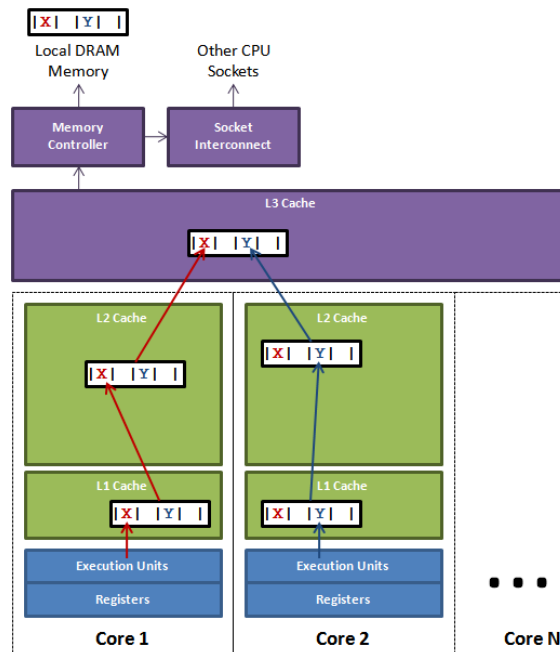 |X| |Y| |
Local DRAM
Memory
Other CPU
Sockets
Memory
Controller
Socket
Interconnect
L3 Cache
|X| |Y| |
L2 Cache
|X| |Y| |
L2 Cache
|X| |Y| |
L1 Cache
|X| |Y| |
L1 Cache
|X| |Y| |
Execution Units
Registers
Execution Units
Registers
Core 1
Core 2
Core N